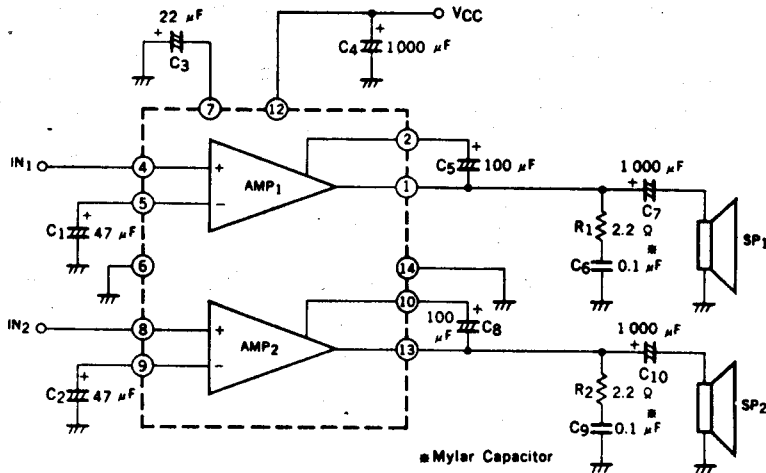 22 μF
+
C3
VCC
+
C4
1000 μF
7
12
IN1
4
+
AMP1
2
+
C5
100 μF
1
5
−
+
C1
47 μF
1 000 μF
+
C7
R1
2.2 Ω
*
C6
0.1 μF
SP1
6
14
IN2
8
+
AMP2
10
+
100
μF
C8
13
9
−
+
C2
47 μF
1 000 μF
+
C10
R2
2.2 Ω
*
C9
0.1 μF
SP2
* Mylar Capacitor